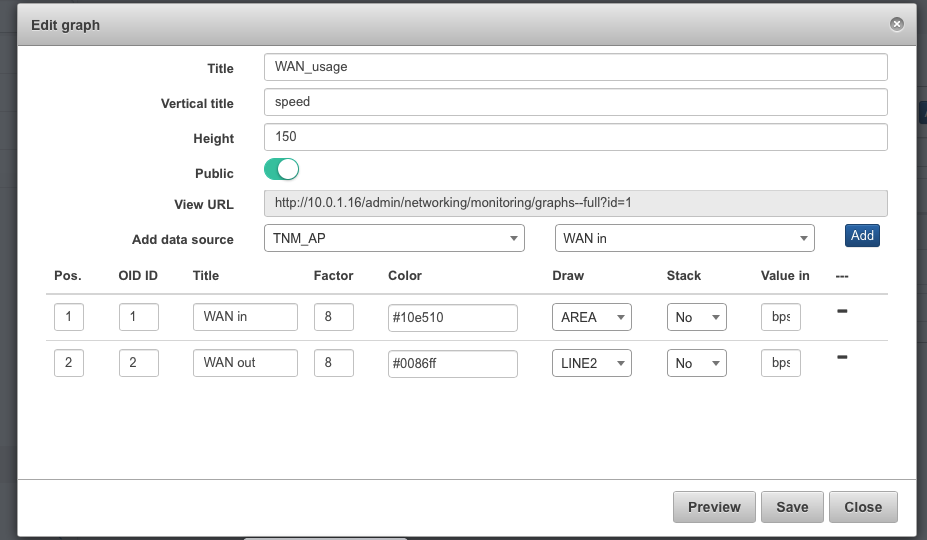 Edit graph
Title WAN_usage
Vertical title speed
Height 150
Public
View URL http://10.0.1.16/admin/networking/monitoring/graphs--full?id=1
Add data source TNM_AP WAN in Add
Pos. OID ID Title Factor Color Draw Stack Value in ---
1 1 WAN in 8 #10e510 AREA No bps
2 2 WAN out 8 #0086ff LINE2 No bps
Preview Save Close